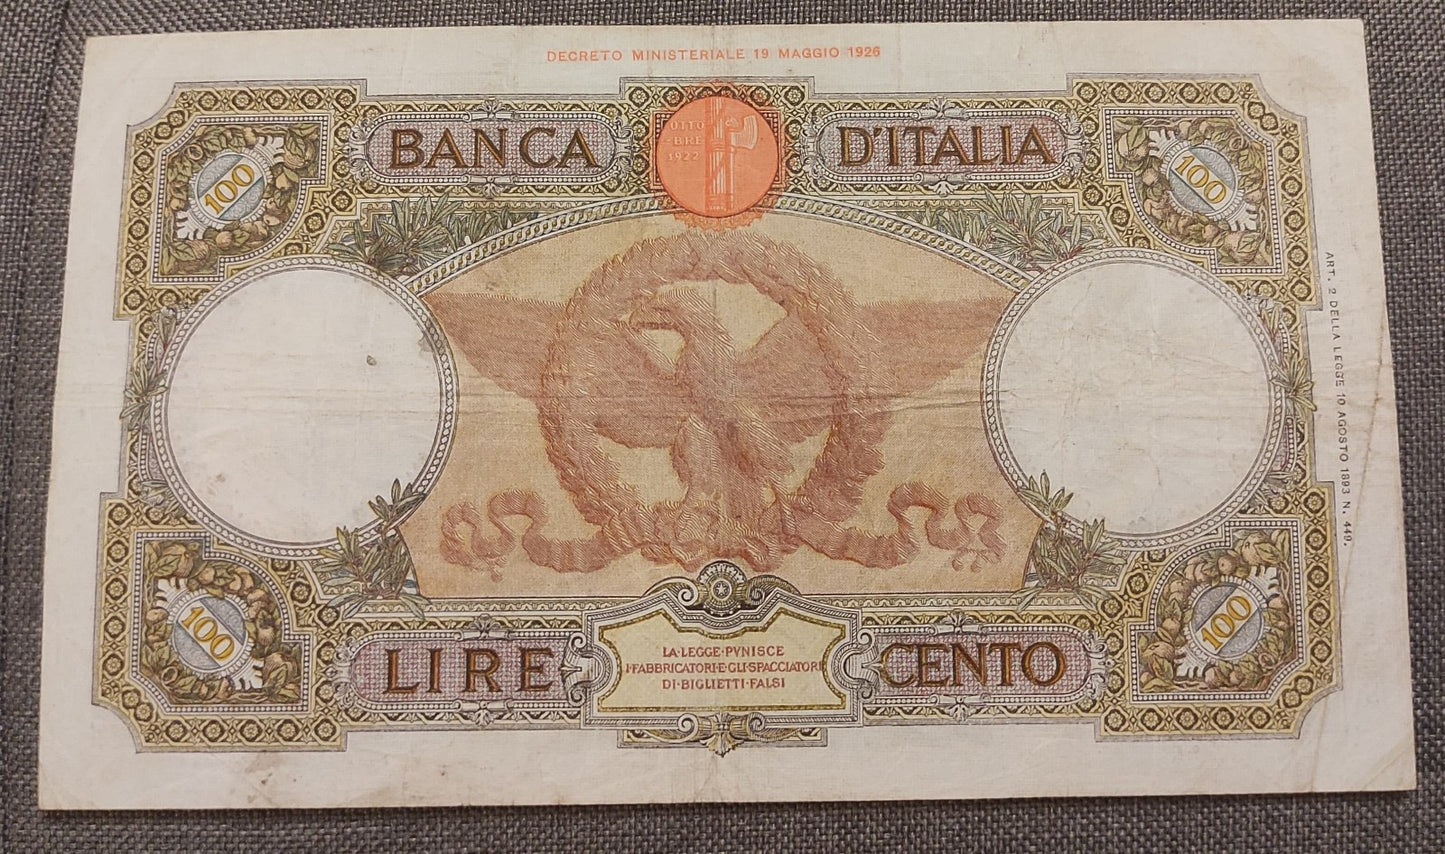 DECRETO MINISTERIALE 19 MAGGIO 1926
BANCA
OTTO
BRE
1922
D'ITALIA
100
100
ART. 2 DELLA LEGGE 10 AGOSTO 1893 N. 449.
100
100
LIRE
LA·LEGGE·PVNISCE
I·FABBRICATORI·E·GLI·SPACCIATORI
DI·BIGLIETTI·FALSI
CENTO